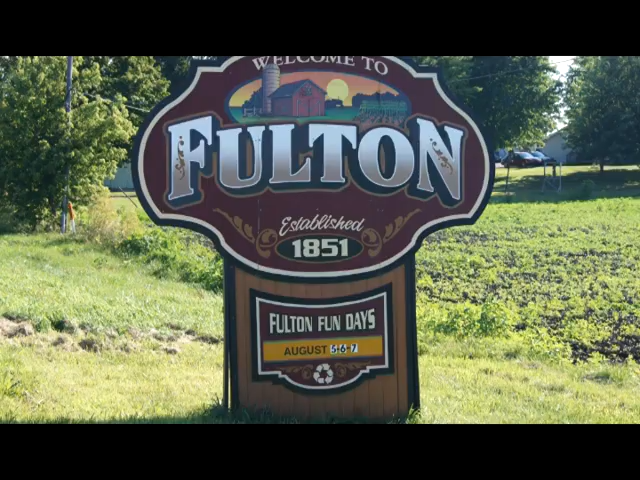 WELCOME TO
FULTON
Established
1851
FULTON FUN DAYS
AUGUST 5-6-7